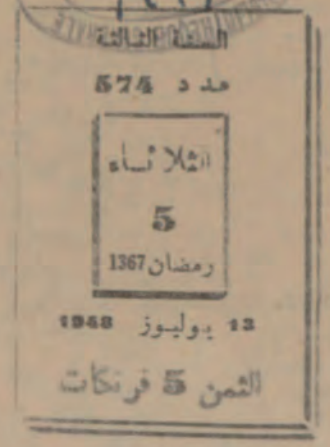 السنة الثالثة
عدد 574
الثلاثاء
5
رمضان 1367
13 يوليوز 1948
الثمن 5 فرنكات